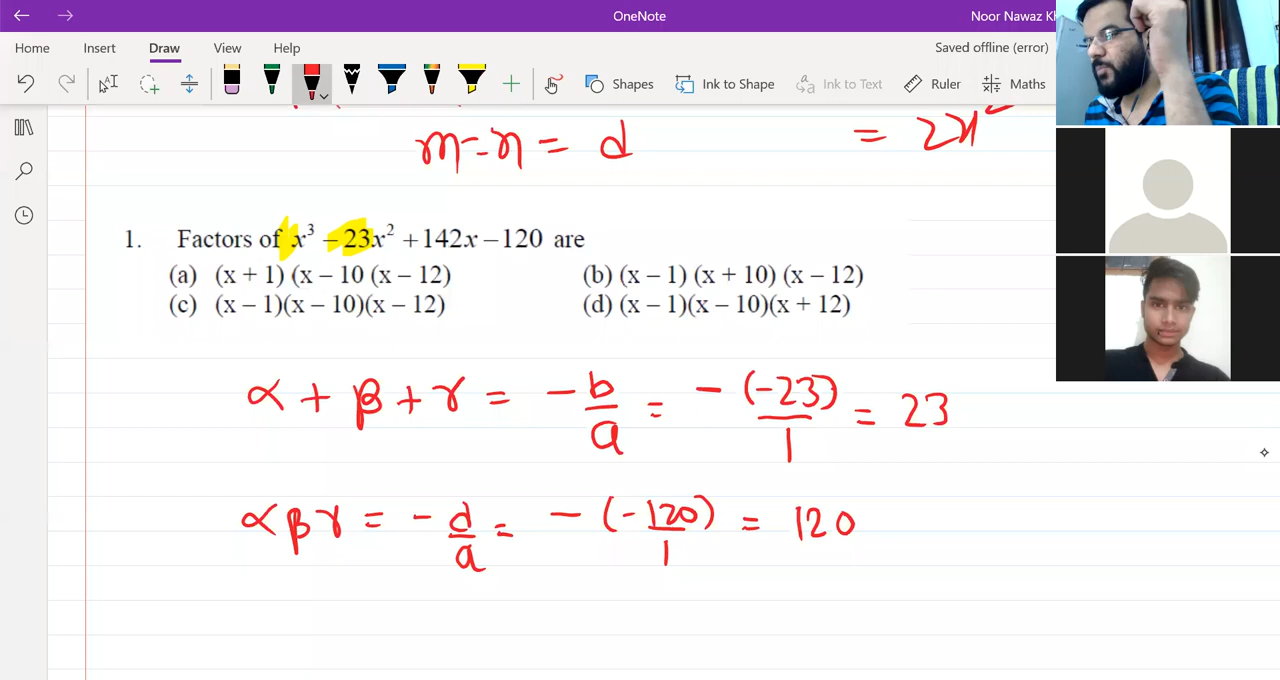 OneNote
Noor Nawaz Kh
Home Insert Draw View Help
Saved offline (error)
Shapes Ink to Shape Ink to Text Ruler Maths
m - n = d = 2x²
1. Factors of x³ − 23x² + 142x − 120 are
(a) (x + 1) (x − 10 (x − 12) (b) (x − 1) (x + 10) (x − 12)
(c) (x − 1)(x − 10)(x − 12) (d) (x − 1)(x − 10)(x + 12)
α + β + γ = -b/a = -(-23)/1 = 23
αβγ = -d/a = -(-120)/1 = 120